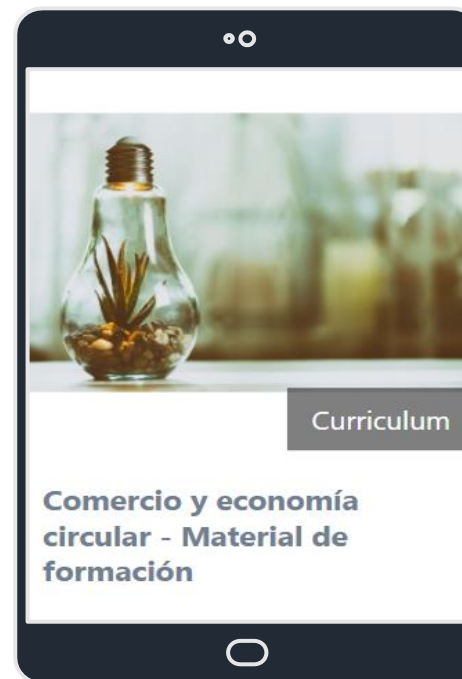 Curriculum
Comercio y economía
circular - Material de
formación